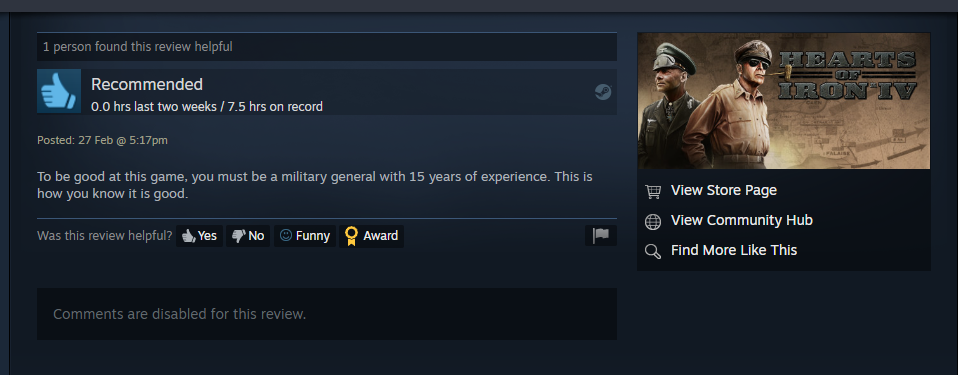 1 person found this review helpful
Recommended
0.0 hrs last two weeks / 7.5 hrs on record
Posted: 27 Feb @ 5:17pm
To be good at this game, you must be a military general with 15 years of experience. This is
how you know it is good.
Was this review helpful? Yes No Funny Award
Comments are disabled for this review.
HEARTS
OF
IRON IV
View Store Page
View Community Hub
Find More Like This